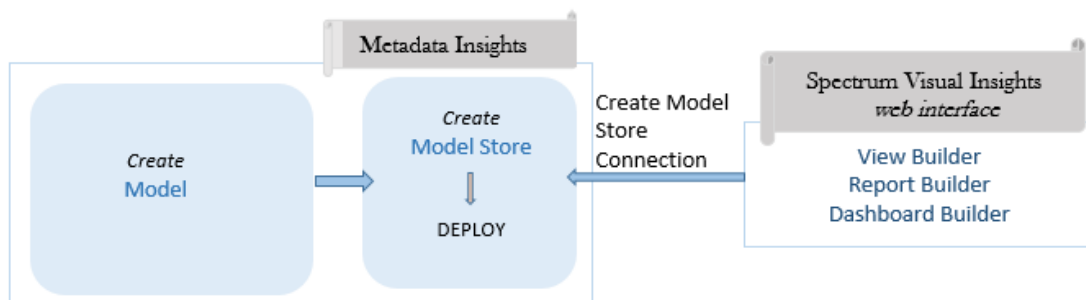 Metadata Insights
Create
Model
Create
Model Store
DEPLOY
Create Model
Store
Connection
Spectrum Visual Insights
web interface
View Builder
Report Builder
Dashboard Builder